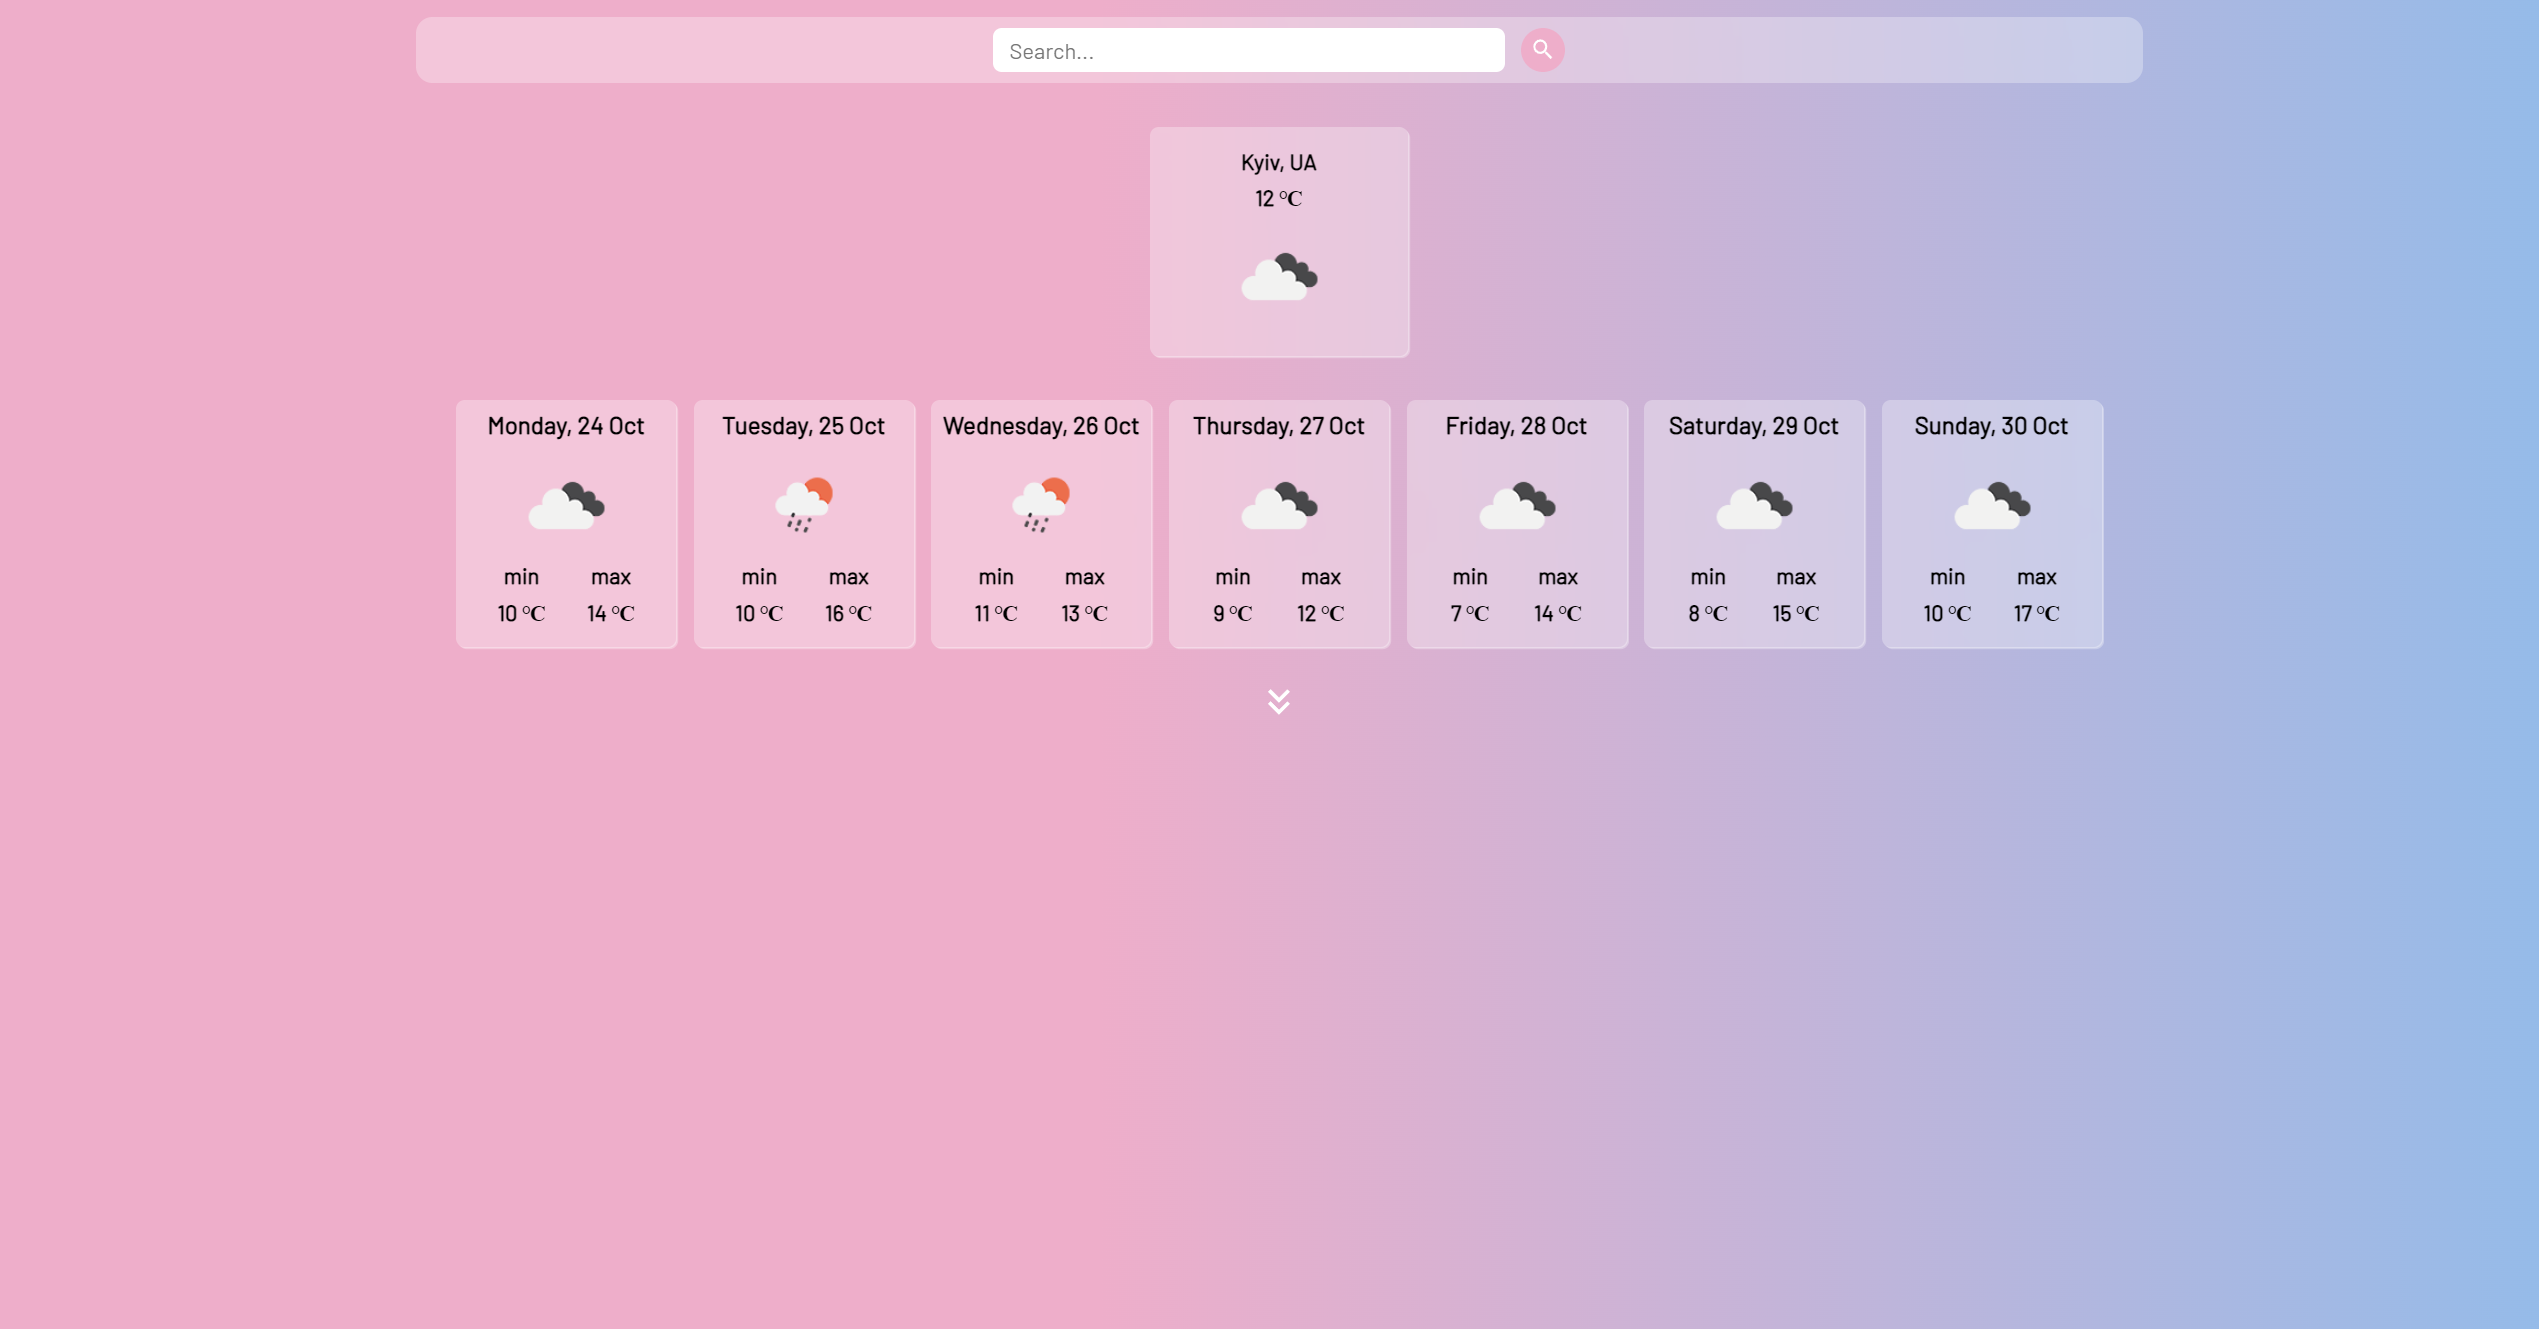 Search...
Kyiv, UA
12 °C
Monday, 24 Oct
min max
10 °C 14 °C
Tuesday, 25 Oct
min max
10 °C 16 °C
Wednesday, 26 Oct
min max
11 °C 13 °C
Thursday, 27 Oct
min max
9 °C 12 °C
Friday, 28 Oct
min max
7 °C 14 °C
Saturday, 29 Oct
min max
8 °C 15 °C
Sunday, 30 Oct
min max
10 °C 17 °C